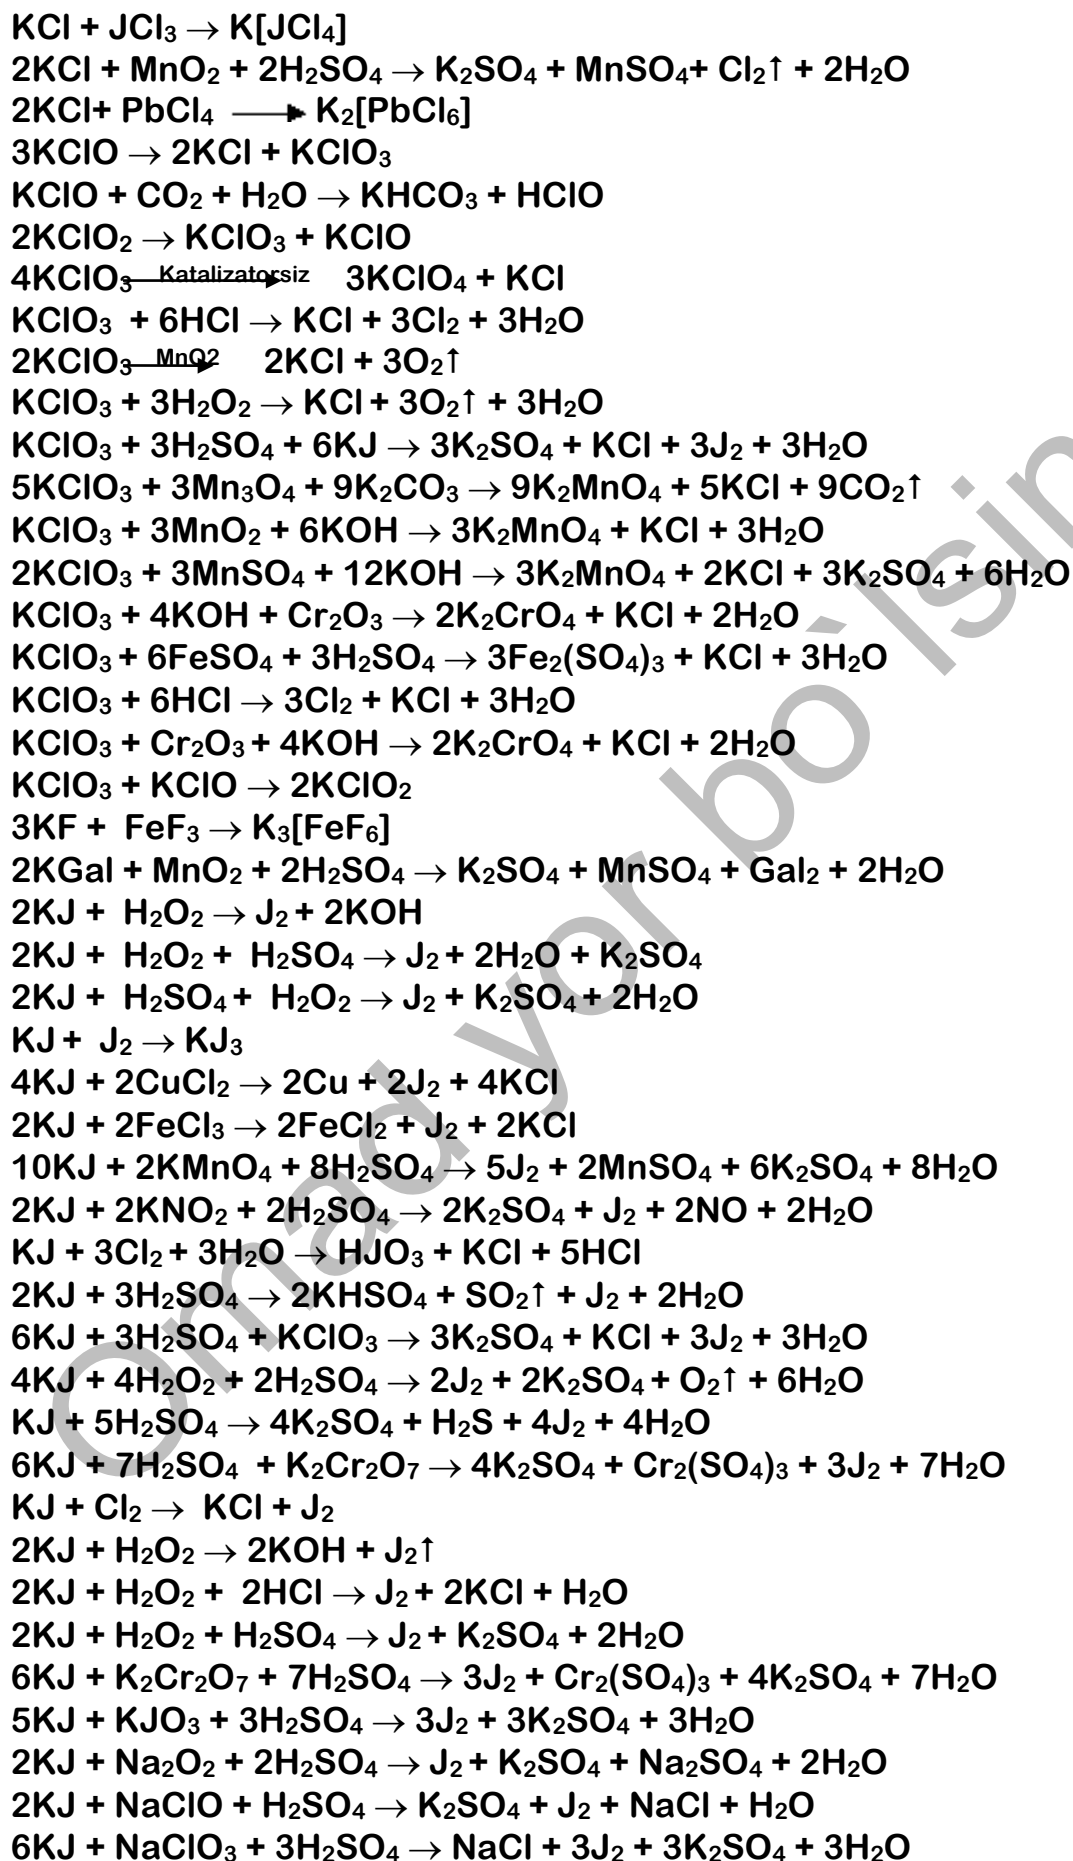 KCl + JCl₃ → K[JCl₄]
2KCl + MnO₂ + 2H₂SO₄ → K₂SO₄ + MnSO₄+ Cl₂↑ + 2H₂O
2KCl+ PbCl₄ ⟶ K₂[PbCl₆]
3KClO → 2KCl + KClO₃
KClO + CO₂ + H₂O → KHCO₃ + HClO
2KClO₂ → KClO₃ + KClO
4KClO₃ Katalizatorsiz → 3KClO₄ + KCl
KClO₃ + 6HCl → KCl + 3Cl₂ + 3H₂O
2KClO₃ MnO2 → 2KCl + 3O₂↑
KClO₃ + 3H₂O₂ → KCl + 3O₂↑ + 3H₂O
KClO₃ + 3H₂SO₄ + 6KJ → 3K₂SO₄ + KCl + 3J₂ + 3H₂O
5KClO₃ + 3Mn₃O₄ + 9K₂CO₃ → 9K₂MnO₄ + 5KCl + 9CO₂↑
KClO₃ + 3MnO₂ + 6KOH → 3K₂MnO₄ + KCl + 3H₂O
2KClO₃ + 3MnSO₄ + 12KOH → 3K₂MnO₄ + 2KCl + 3K₂SO₄ + 6H₂O
KClO₃ + 4KOH + Cr₂O₃ → 2K₂CrO₄ + KCl + 2H₂O
KClO₃ + 6FeSO₄ + 3H₂SO₄ → 3Fe₂(SO₄)₃ + KCl + 3H₂O
KClO₃ + 6HCl → 3Cl₂ + KCl + 3H₂O
KClO₃ + Cr₂O₃ + 4KOH → 2K₂CrO₄ + KCl + 2H₂O
KClO₃ + KClO → 2KClO₂
3KF + FeF₃ → K₃[FeF₆]
2KGal + MnO₂ + 2H₂SO₄ → K₂SO₄ + MnSO₄ + Gal₂ + 2H₂O
2KJ + H₂O₂ → J₂ + 2KOH
2KJ + H₂O₂ + H₂SO₄ → J₂ + 2H₂O + K₂SO₄
2KJ + H₂SO₄ + H₂O₂ → J₂ + K₂SO₄ + 2H₂O
KJ + J₂ → KJ₃
4KJ + 2CuCl₂ → 2Cu + 2J₂ + 4KCl
2KJ + 2FeCl₃ → 2FeCl₂ + J₂ + 2KCl
10KJ + 2KMnO₄ + 8H₂SO₄ → 5J₂ + 2MnSO₄ + 6K₂SO₄ + 8H₂O
2KJ + 2KNO₂ + 2H₂SO₄ → 2K₂SO₄ + J₂ + 2NO + 2H₂O
KJ + 3Cl₂ + 3H₂O → HJO₃ + KCl + 5HCl
2KJ + 3H₂SO₄ → 2KHSO₄ + SO₂↑ + J₂ + 2H₂O
6KJ + 3H₂SO₄ + KClO₃ → 3K₂SO₄ + KCl + 3J₂ + 3H₂O
4KJ + 4H₂O₂ + 2H₂SO₄ → 2J₂ + 2K₂SO₄ + O₂↑ + 6H₂O
KJ + 5H₂SO₄ → 4K₂SO₄ + H₂S + 4J₂ + 4H₂O
6KJ + 7H₂SO₄ + K₂Cr₂O₇ → 4K₂SO₄ + Cr₂(SO₄)₃ + 3J₂ + 7H₂O
KJ + Cl₂ → KCl + J₂
2KJ + H₂O₂ → 2KOH + J₂↑
2KJ + H₂O₂ + 2HCl → J₂ + 2KCl + H₂O
2KJ + H₂O₂ + H₂SO₄ → J₂ + K₂SO₄ + 2H₂O
6KJ + K₂Cr₂O₇ + 7H₂SO₄ → 3J₂ + Cr₂(SO₄)₃ + 4K₂SO₄ + 7H₂O
5KJ + KJO₃ + 3H₂SO₄ → 3J₂ + 3K₂SO₄ + 3H₂O
2KJ + Na₂O₂ + 2H₂SO₄ → J₂ + K₂SO₄ + Na₂SO₄ + 2H₂O
2KJ + NaClO + H₂SO₄ → K₂SO₄ + J₂ + NaCl + H₂O
6KJ + NaClO₃ + 3H₂SO₄ → NaCl + 3J₂ + 3K₂SO₄ + 3H₂O
Omad yor bo`lsin